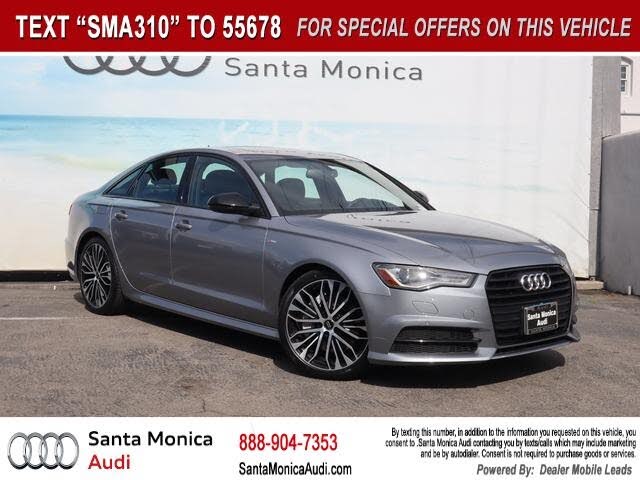 TEXT “SMA310” TO 55678 FOR SPECIAL OFFERS ON THIS VEHICLE
Santa Monica
Santa Monica
Audi
Santa Monica
Audi
888-904-7353
SantaMonicaAudi.com
By texting this number, in addition to the information you requested on this vehicle, you
consent to .Santa Monica Audi contacting you by texts/calls which may include marketing
and be by autodialer. Consent is not required to purchase goods or services.
Powered By: Dealer Mobile Leads